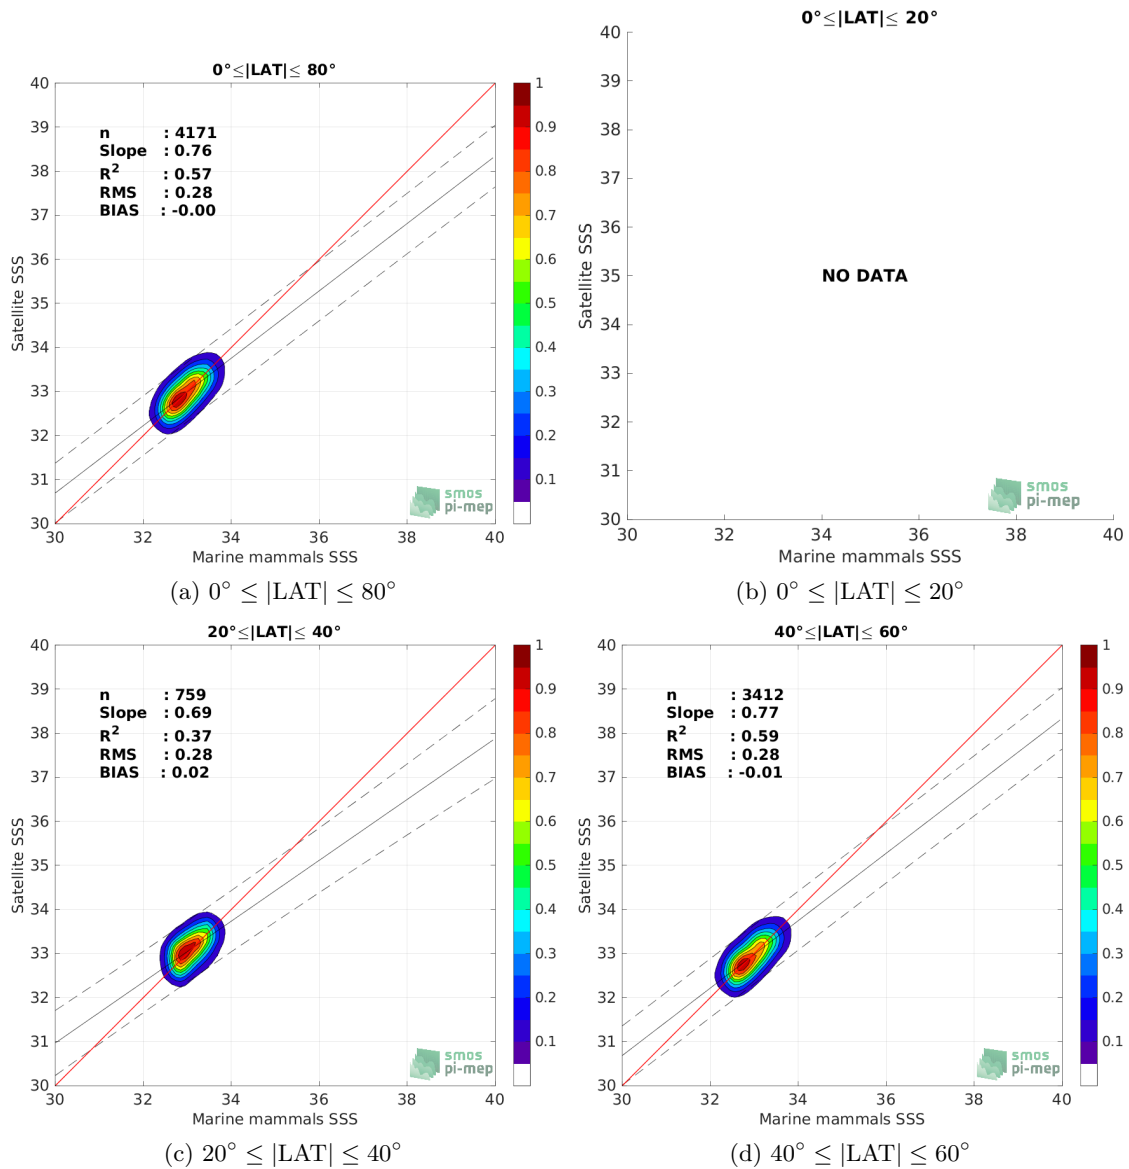 0°≤|LAT|≤ 80°
40
39
38
37
36
35
34
33
32
31
30
Satellite SSS
n : 4171
Slope : 0.76
R² : 0.57
RMS : 0.28
BIAS : -0.00
smos
pi-mep
30 32 34 36 38 40
Marine mammals SSS
1
0.9
0.8
0.7
0.6
0.5
0.4
0.3
0.2
0.1
(a) 0° ≤ |LAT| ≤ 80°
0°≤|LAT|≤ 20°
40
39
38
37
36
35
34
33
32
31
30
Satellite SSS
NO DATA
smos
pi-mep
30 32 34 36 38 40
Marine mammals SSS
(b) 0° ≤ |LAT| ≤ 20°
20°≤|LAT|≤ 40°
40
39
38
37
36
35
34
33
32
31
30
Satellite SSS
n : 759
Slope : 0.69
R² : 0.37
RMS : 0.28
BIAS : 0.02
smos
pi-mep
30 32 34 36 38 40
Marine mammals SSS
1
0.9
0.8
0.7
0.6
0.5
0.4
0.3
0.2
0.1
(c) 20° ≤ |LAT| ≤ 40°
40°≤|LAT|≤ 60°
40
39
38
37
36
35
34
33
32
31
30
Satellite SSS
n : 3412
Slope : 0.77
R² : 0.59
RMS : 0.28
BIAS : -0.01
smos
pi-mep
30 32 34 36 38 40
Marine mammals SSS
1
0.9
0.8
0.7
0.6
0.5
0.4
0.3
0.2
0.1
(d) 40° ≤ |LAT| ≤ 60°